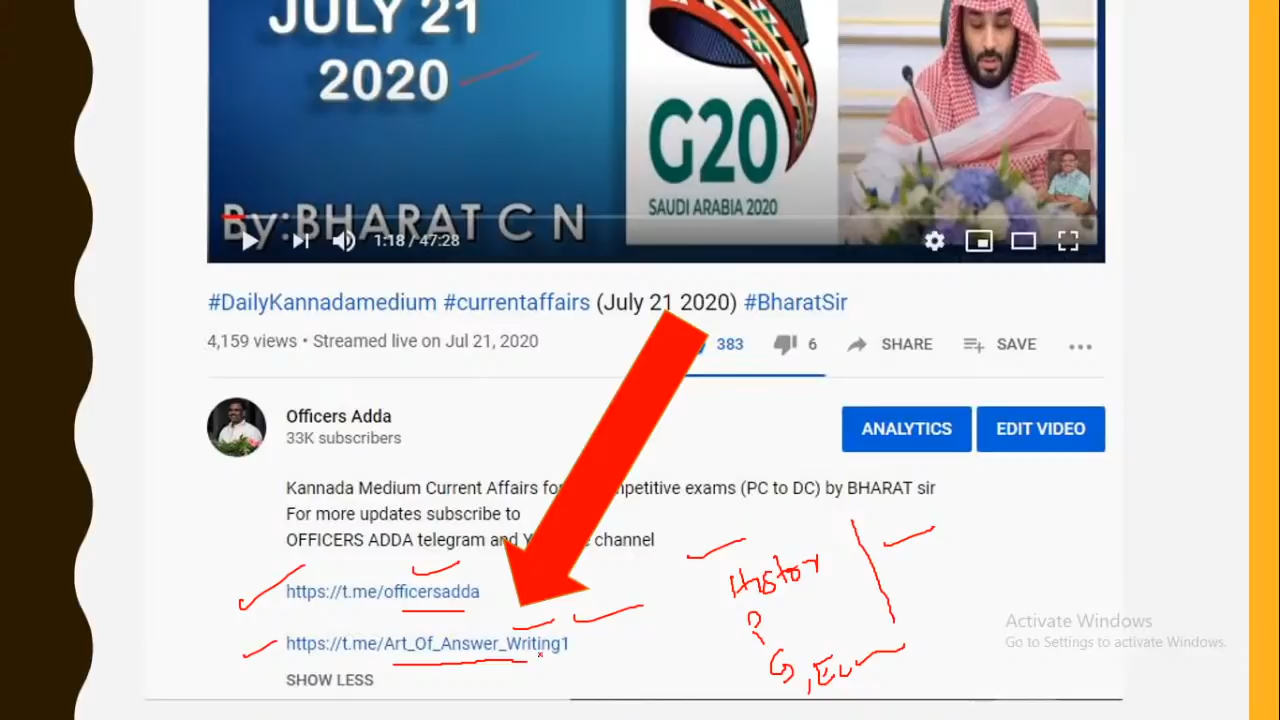 JULY 21
2020
G20
SAUDI ARABIA 2020
By:BHARAT C N
1:18 / 47:28
#DailyKannadamedium #currentaffairs (July 21 2020) #BharatSir
4,159 views • Streamed live on Jul 21, 2020
383
6
SHARE
SAVE
Officers Adda
33K subscribers
ANALYTICS
EDIT VIDEO
Kannada Medium Current Affairs for competitive exams (PC to DC) by BHARAT sir
For more updates subscribe to
OFFICERS ADDA telegram and channel
https://t.me/officersadda
https://t.me/Art_Of_Answer_Writing1
SHOW LESS
Histor
P
G, Eco
Activate Windows
Go to Settings to activate Windows.